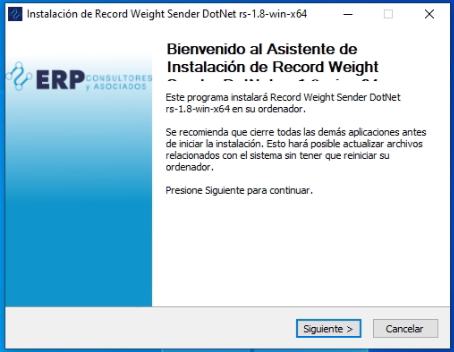 Instalación de Record Weight Sender DotNet rs-1.8-win-x64
Bienvenido al Asistente de
Instalación de Record Weight
ERP CONSULTORES
y ASOCIADOS
Este programa instalará Record Weight Sender DotNet
rs-1.8-win-x64 en su ordenador.
Se recomienda que cierre todas las demás aplicaciones antes
de iniciar la instalación. Esto hará posible actualizar archivos
relacionados con el sistema sin tener que reiniciar su
ordenador.
Presione Siguiente para continuar.
Siguiente >
Cancelar